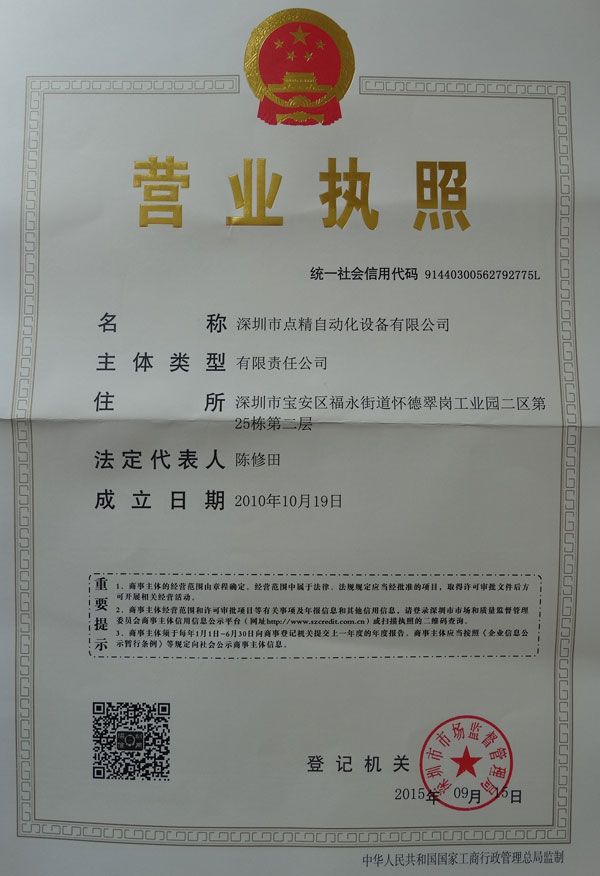 营业执照
统一社会信用代码 91440300562792775L
名称 深圳市点精自动化设备有限公司
主体类型 有限责任公司
住所 深圳市宝安区福永街道怀德翠岗工业园二区第
25栋第二层
法定代表人 陈修田
成立日期 2010年10月19日
重要提示
1、商事主体的经营范围由章程确定。经营范围中属于法律、法规规定应当经批准的项目，取得许可审批文件后方
可开展相关经营活动。
2、商事主体经营范围和许可审批项目等有关事项及年报信息和其他信用信息，请登录深圳市市场和质量监督管理
委员会商事主体信用信息公示平台（网址http://www.szcredit.com.cn）或扫描执照的二维码查询。
3、商事主体须于每年1月1日-6月30日向商事登记机关提交上一年度的年度报告。商事主体应当按照《企业信息公
示暂行条例》等规定向社会公示商事主体信息。
登记机关
深圳市市场监督管理局
2015年 09月 15日
中华人民共和国国家工商行政管理总局监制